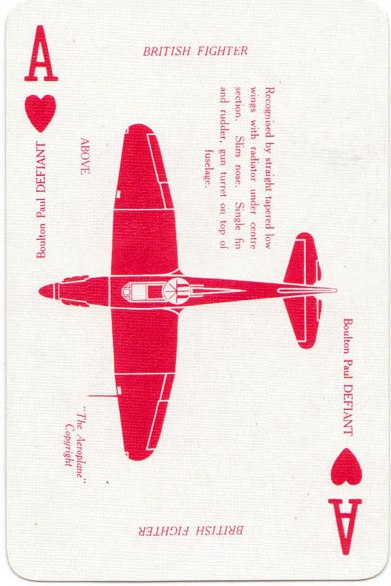 A
BRITISH FIGHTER
Boulton Paul DEFIANT
ABOVE
Recognised by straight tapered low
wings with radiator under centre
section. Slim nose. Single fin
and rudder, gun turret on top of
fuselage.
"The Aeroplane"
Copyright
Boulton Paul DEFIANT
A
BRITISH FIGHTER